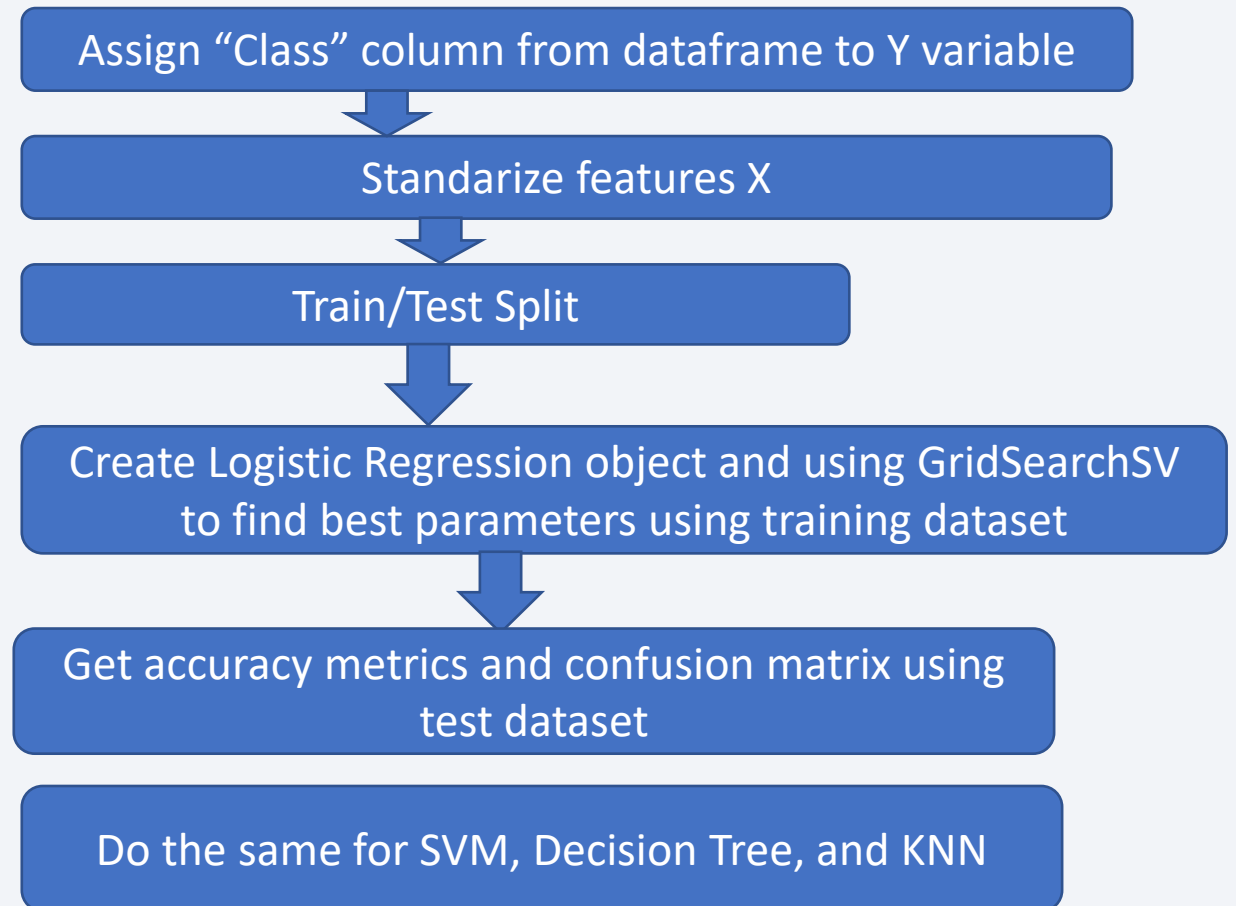 Assign “Class” column from dataframe to Y variable
Standarize features X
Train/Test Split
Create Logistic Regression object and using GridSearchSV
to find best parameters using training dataset
Get accuracy metrics and confusion matrix using
test dataset
Do the same for SVM, Decision Tree, and KNN